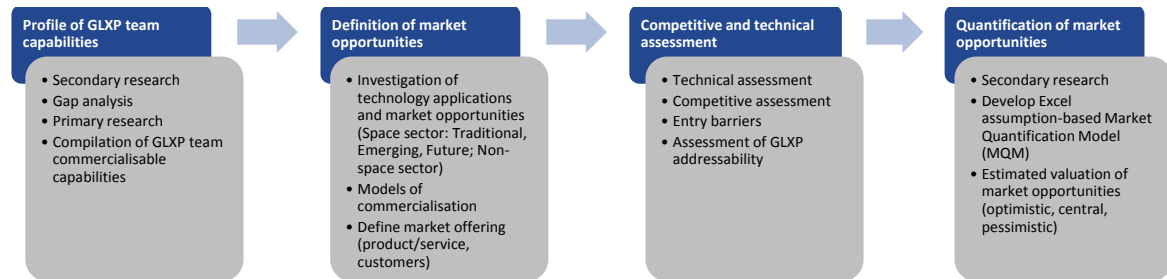 Profile of GLXP team
capabilities
• Secondary research
• Gap analysis
• Primary research
• Compilation of GLXP team
commercialisable
capabilities
Definition of market
opportunities
• Investigation of
technology applications
and market opportunities
(Space sector: Traditional,
Emerging, Future; Non-
space sector)
• Models of
commercialisation
• Define market offering
(product/service,
customers)
Competitive and technical
assessment
• Technical assessment
• Competitive assessment
• Entry barriers
• Assessment of GLXP
addressability
Quantification of market
opportunities
• Secondary research
• Develop Excel
assumption-based Market
Quantification Model
(MQM)
• Estimated valuation of
market opportunities
(optimistic, central,
pessimistic)